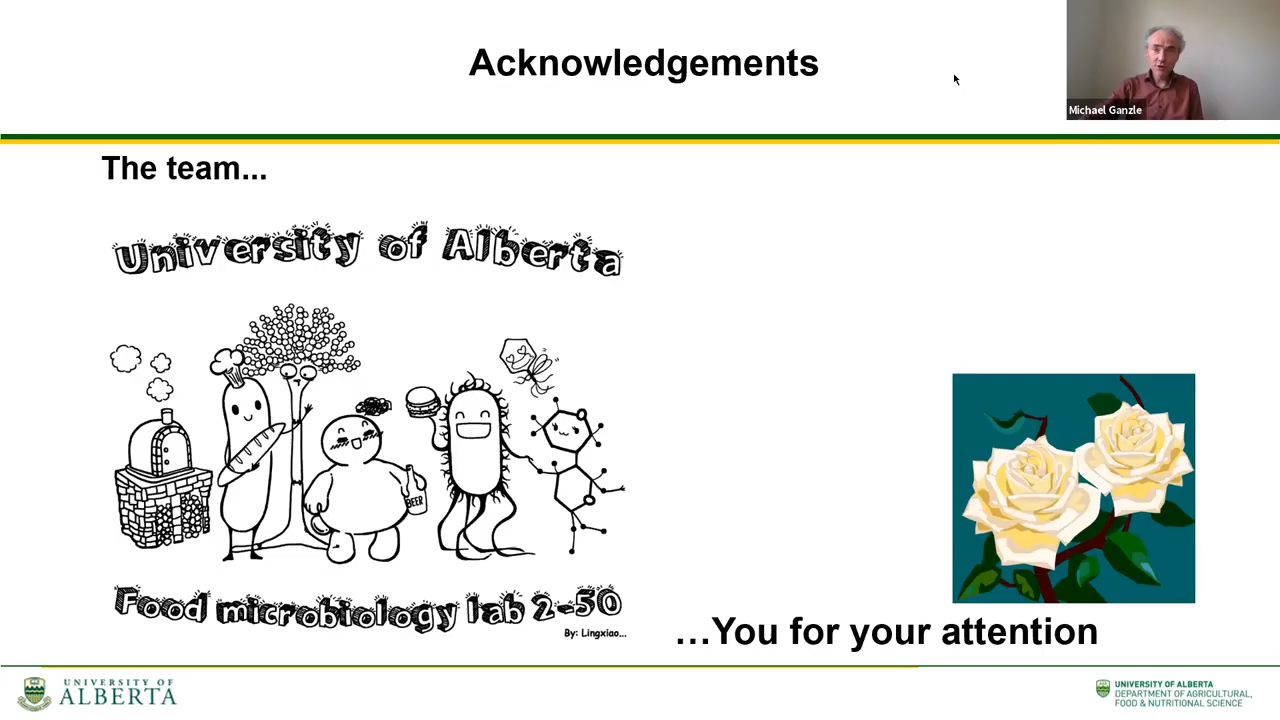 Acknowledgements
Michael Ganzle
The team...
University of Alberta
BEER
Food microbiology lab 2-50
By: Lingxiao...
...You for your attention
UNIVERSITY OF
ALBERTA
UNIVERSITY OF ALBERTA
DEPARTMENT OF AGRICULTURAL,
FOOD & NUTRITIONAL SCIENCE